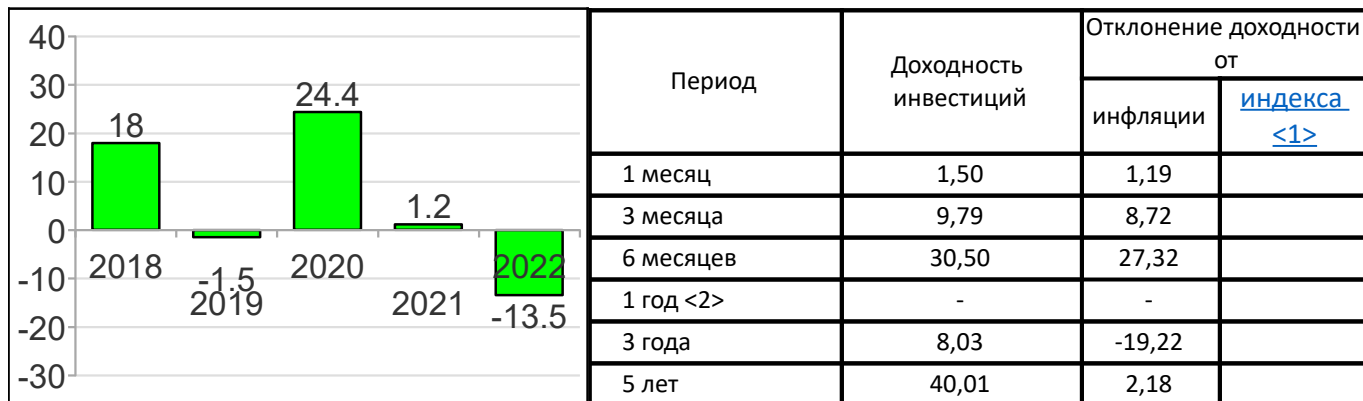 40
30
20
10
0
-10
-20
-30
18
-1.5
24.4
1.2
-13.5
2018
2019
2020
2021
2022
Период
Доходность
инвестиций
Отклонение доходности
от
инфляции
индекса
<1>
1 месяц 1,50 1,19
3 месяца 9,79 8,72
6 месяцев 30,50 27,32
1 год <2> - -
3 года 8,03 -19,22
5 лет 40,01 2,18